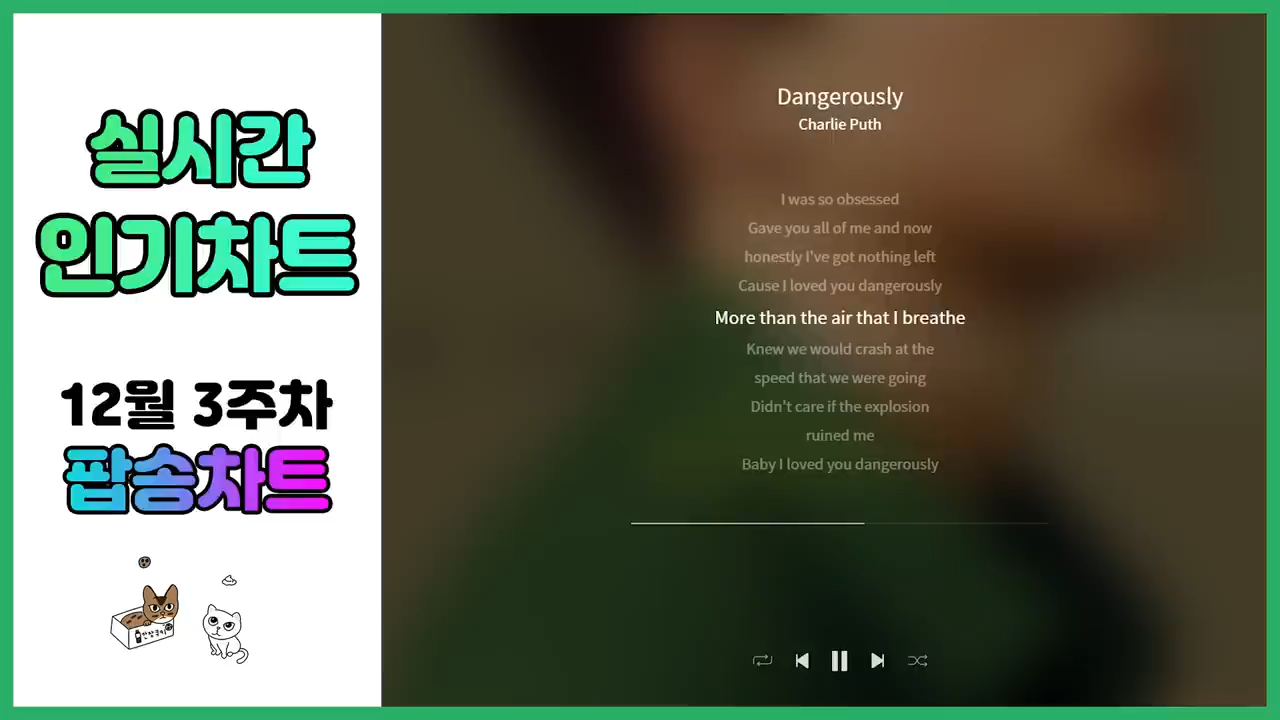 실시간
인기차트
12월 3주차
팝송차트
Dangerously
Charlie Puth
I was so obsessed
Gave you all of me and now
honestly I've got nothing left
Cause I loved you dangerously
More than the air that I breathe
Knew we would crash at the
speed that we were going
Didn't care if the explosion
ruined me
Baby I loved you dangerously